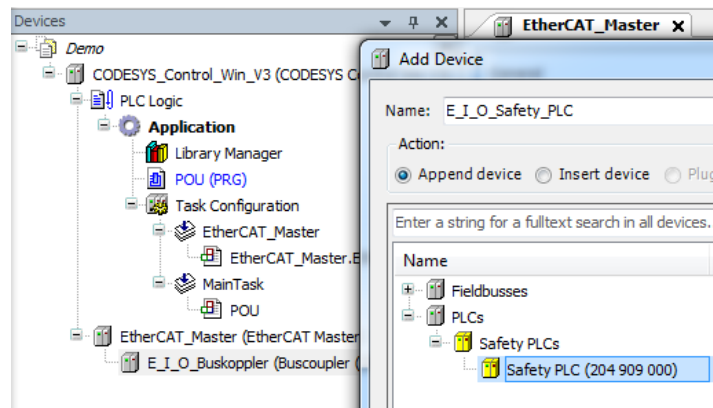 Devices
Demo
CODESYS_Control_Win_V3 (CODESYS C
PLC Logic
Application
Library Manager
POU (PRG)
Task Configuration
EtherCAT_Master
EtherCAT_Master.E
MainTask
POU
EtherCAT_Master (EtherCAT Master
E_I_O_Buskoppler (Buscoupler (
EtherCAT_Master
Add Device
Name: E_I_O_Safety_PLC
Action:
Append device Insert device Plug
Enter a string for a fulltext search in all devices.
Name
Fieldbusses
PLCs
Safety PLCs
Safety PLC (204 909 000)